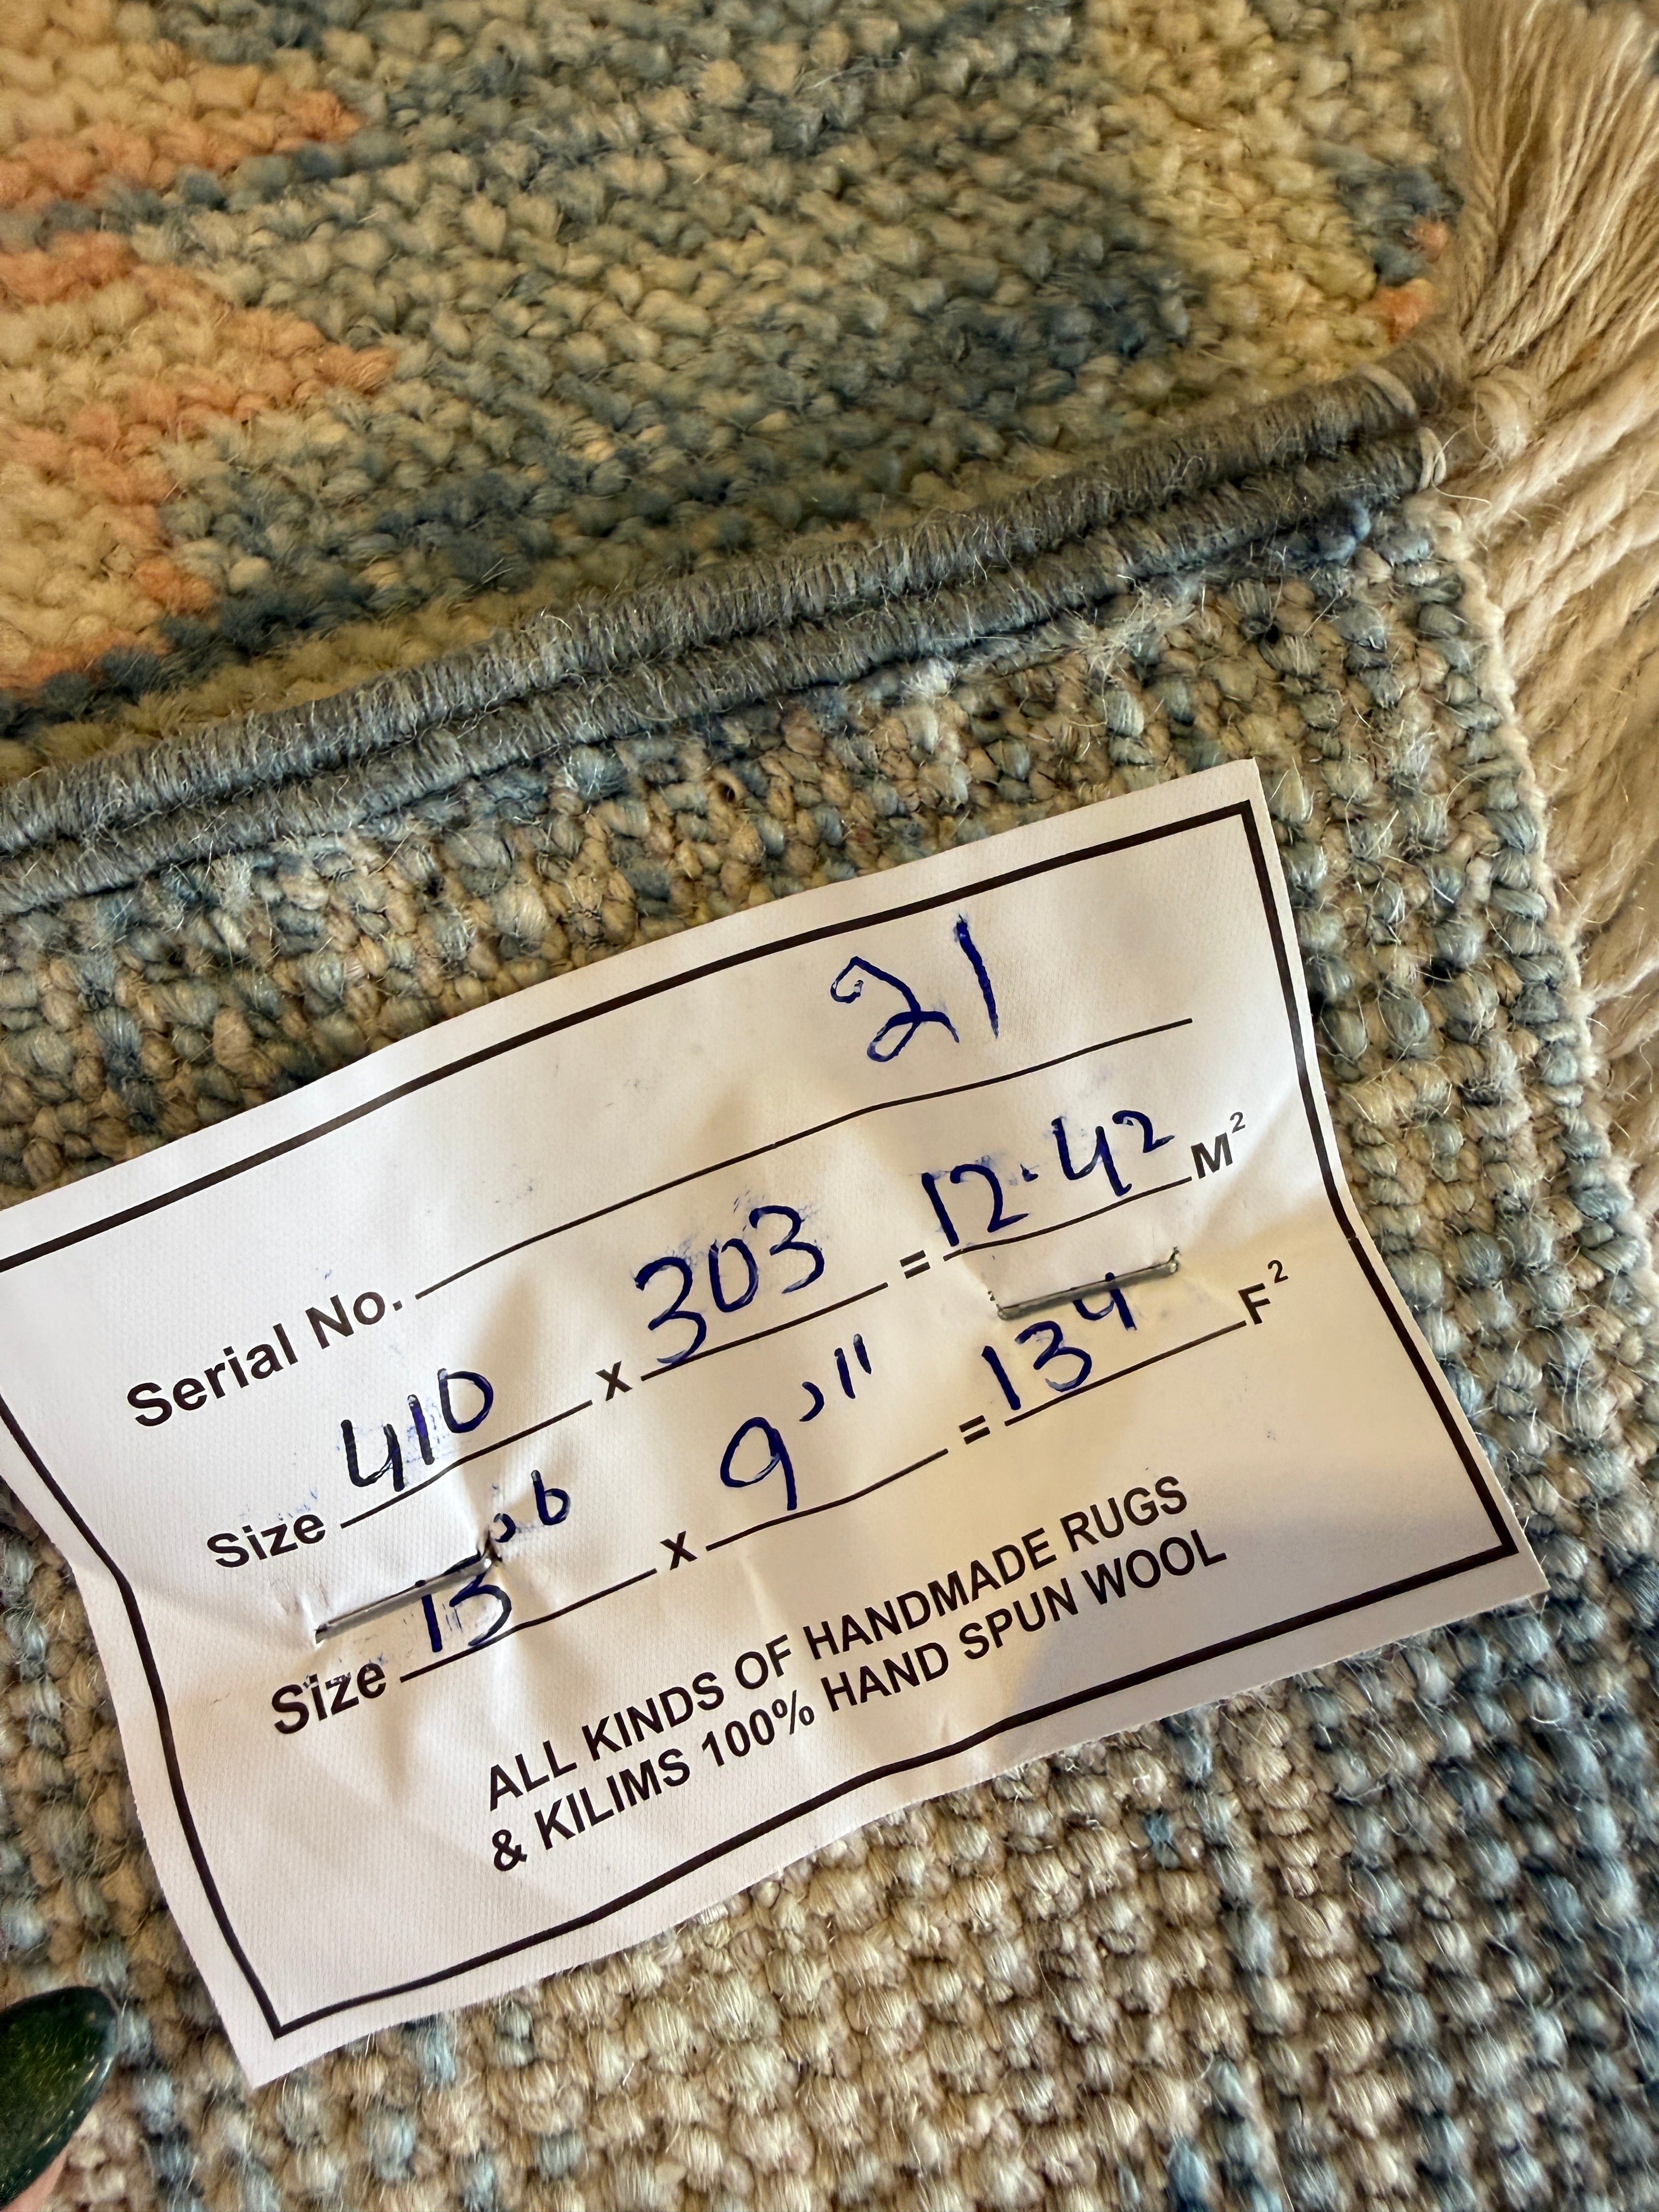 Serial No. 21
Size 410 x 303 = 12.42 M²
Size 13,6 x 9,11 = 134 F²
ALL KINDS OF HANDMADE RUGS
& KILIMS 100% HAND SPUN WOOL